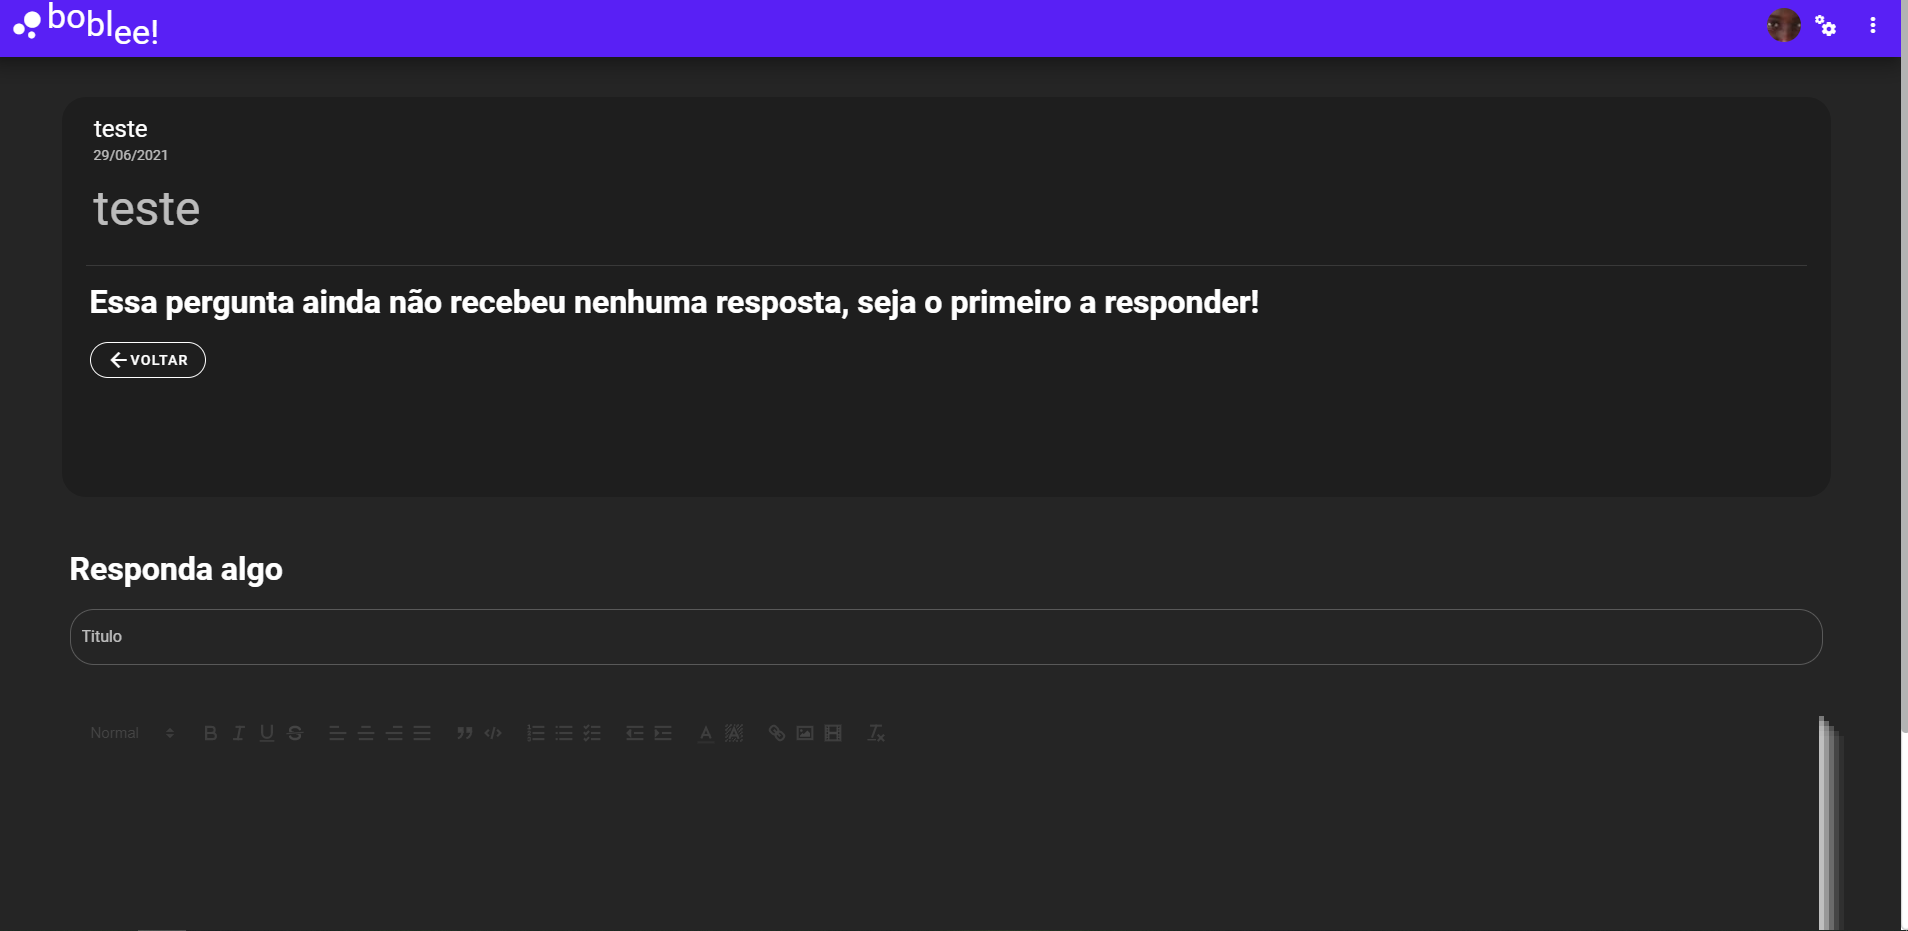 boblee!
teste
29/06/2021
teste
Essa pergunta ainda não recebeu nenhuma resposta, seja o primeiro a responder!
VOLTAR
Responda algo
Titulo
Normal